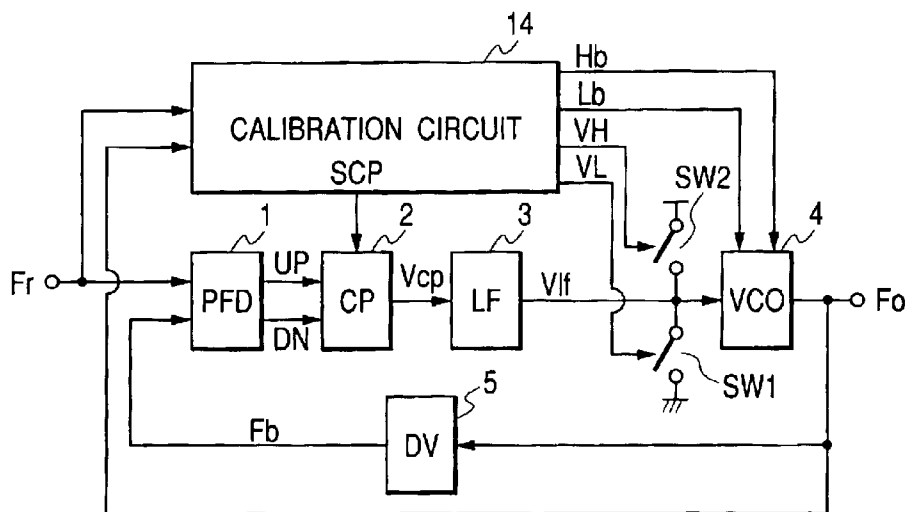 14
Hb
Lb
CALIBRATION CIRCUIT
VH
VL
SCP
SW2
1
2
3
4
Fr
PFD
UP
DN
CP
Vcp
LF
Vlf
VCO
Fo
SW1
5
Fb
DV